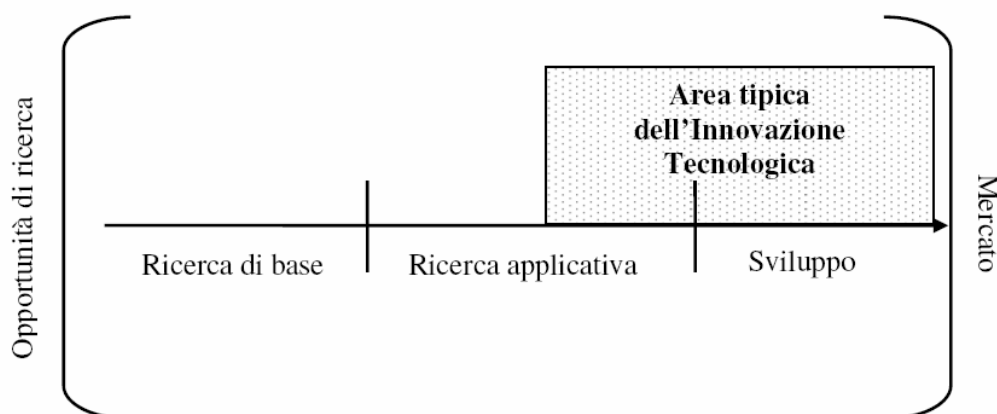 Opportunità di ricerca
Area tipica
dell'Innovazione
Tecnologica
Mercato
Ricerca di base
Ricerca applicativa
Sviluppo